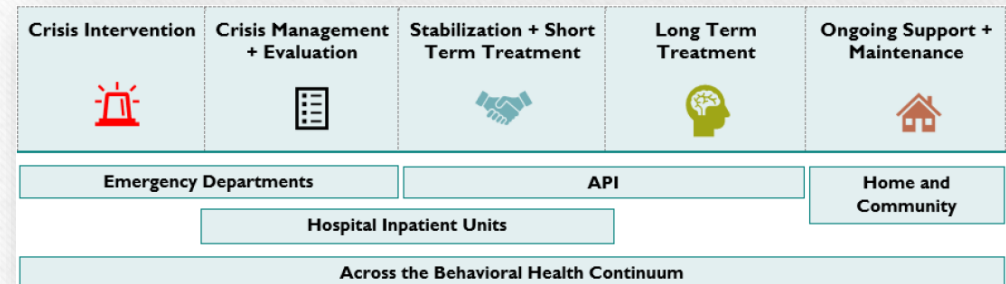 Crisis Intervention
Crisis Management
+ Evaluation
Stabilization + Short
Term Treatment
Long Term
Treatment
Ongoing Support +
Maintenance
Emergency Departments
API
Home and
Community
Hospital Inpatient Units
Across the Behavioral Health Continuum